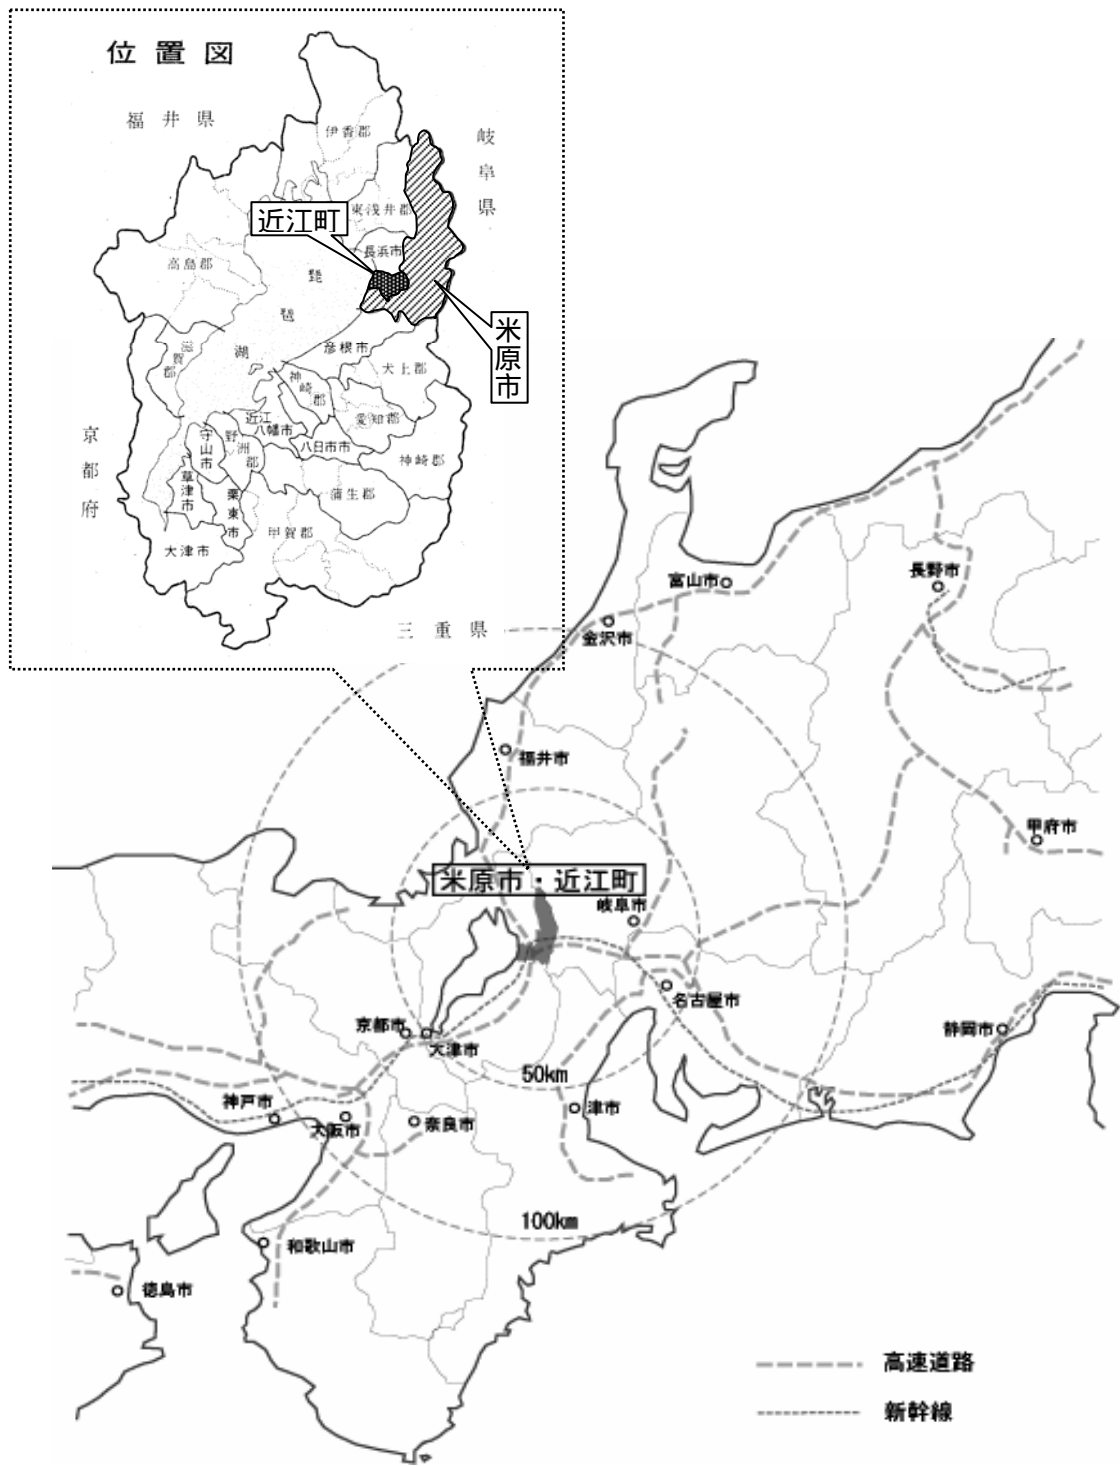 位置図
福井県
岐阜県
伊香郡
東浅井郡
近江町
長浜市
高島郡
琵琶湖
米原市
滋賀郡
彦根市
犬上郡
神崎郡
愛知郡
近江八幡市
八日市市
守山市
野洲郡
神崎郡
京都府
草津市
栗東市
蒲生郡
甲賀郡
大津市
三重県
富山市
長野市
金沢市
福井市
甲府市
米原市・近江町
岐阜市
名古屋市
京都市
大津市
静岡市
50km
神戸市
大阪市
奈良市
津市
100km
和歌山市
徳島市
高速道路
新幹線